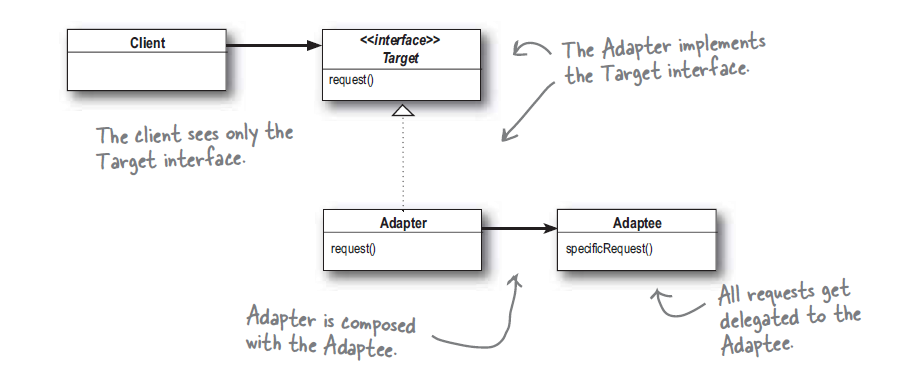 Client
<<interface>>
Target
request()
The Adapter implements
the Target interface.
The client sees only the
Target interface.
Adapter
request()
Adaptee
specificRequest()
Adapter is composed
with the Adaptee.
All requests get
delegated to the
Adaptee.